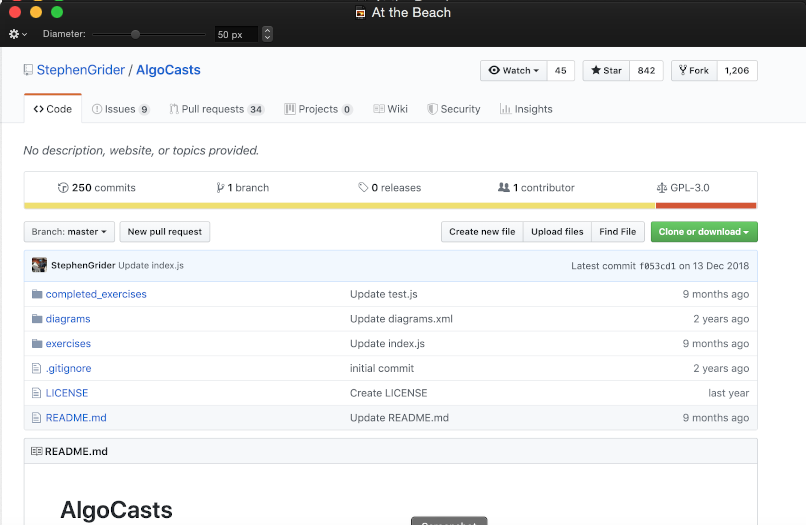 At the Beach
Diameter: 50 px
StephenGrider / AlgoCasts Watch 45 Star 842 Fork 1,206
Code Issues 9 Pull requests 34 Projects 0 Wiki Security Insights
No description, website, or topics provided.
250 commits 1 branch 0 releases 1 contributor GPL-3.0
Branch: master New pull request Create new file Upload files Find File Clone or download
StephenGrider Update index.js Latest commit f053cd1 on 13 Dec 2018
completed_exercises Update test.js 9 months ago
diagrams Update diagrams.xml 2 years ago
exercises Update index.js 9 months ago
.gitignore initial commit 2 years ago
LICENSE Create LICENSE last year
README.md Update README.md 9 months ago
README.md
AlgoCasts